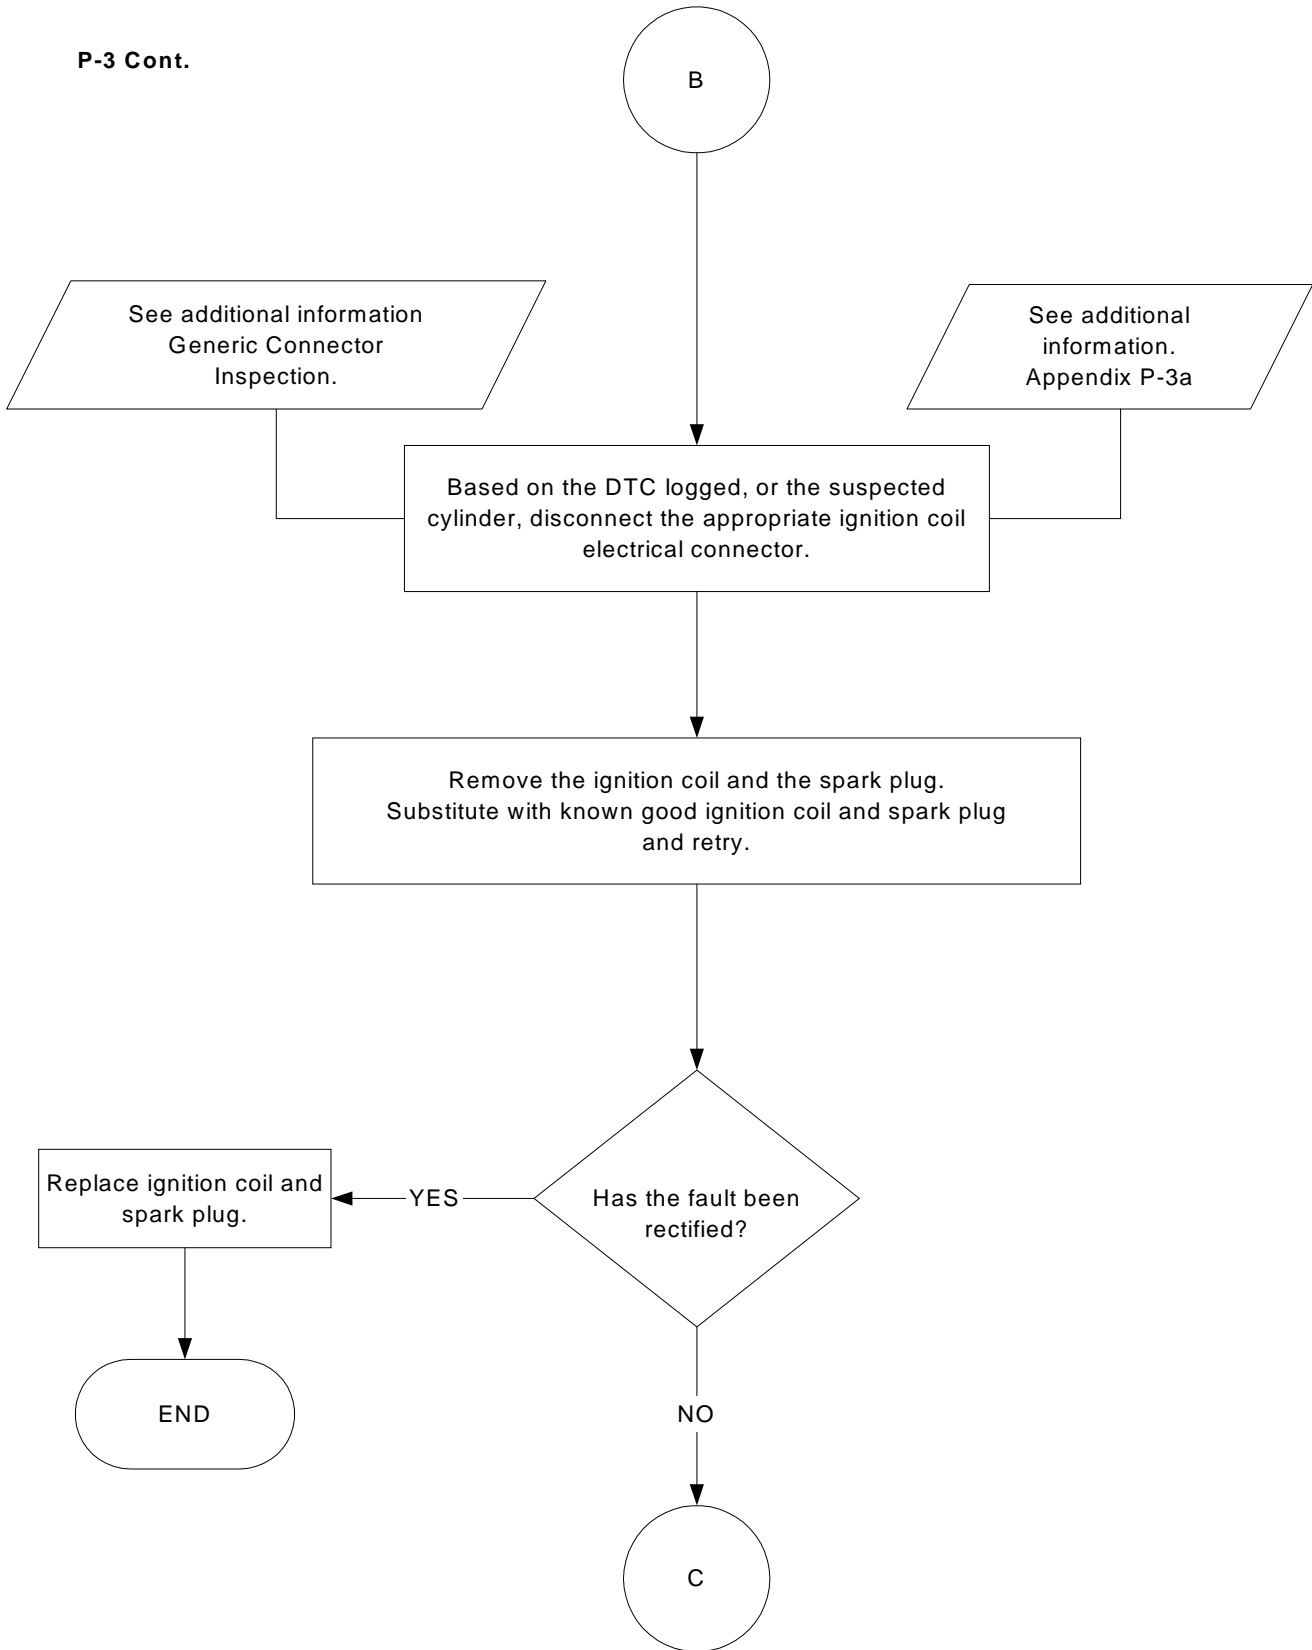 P-3 Cont.
B
See additional information
Generic Connector
Inspection.
See additional
information.
Appendix P-3a
Based on the DTC logged, or the suspected
cylinder, disconnect the appropriate ignition coil
electrical connector.
Remove the ignition coil and the spark plug.
Substitute with known good ignition coil and spark plug
and retry.
Has the fault been
rectified?
YES
Replace ignition coil and
spark plug.
END
NO
C